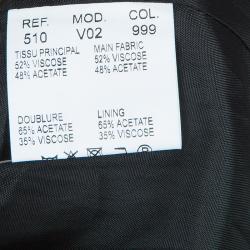 REF. MOD. COL.
510 V02 999
TISSU PRINCIPAL MAIN FABRIC
52% VISCOSE 52% VISCOSE
48% ACETATE 48% ACETATE
DOUBLURE LINING
65% ACETATE 65% ACETATE
35% VISCOSE 35% VISCOSE